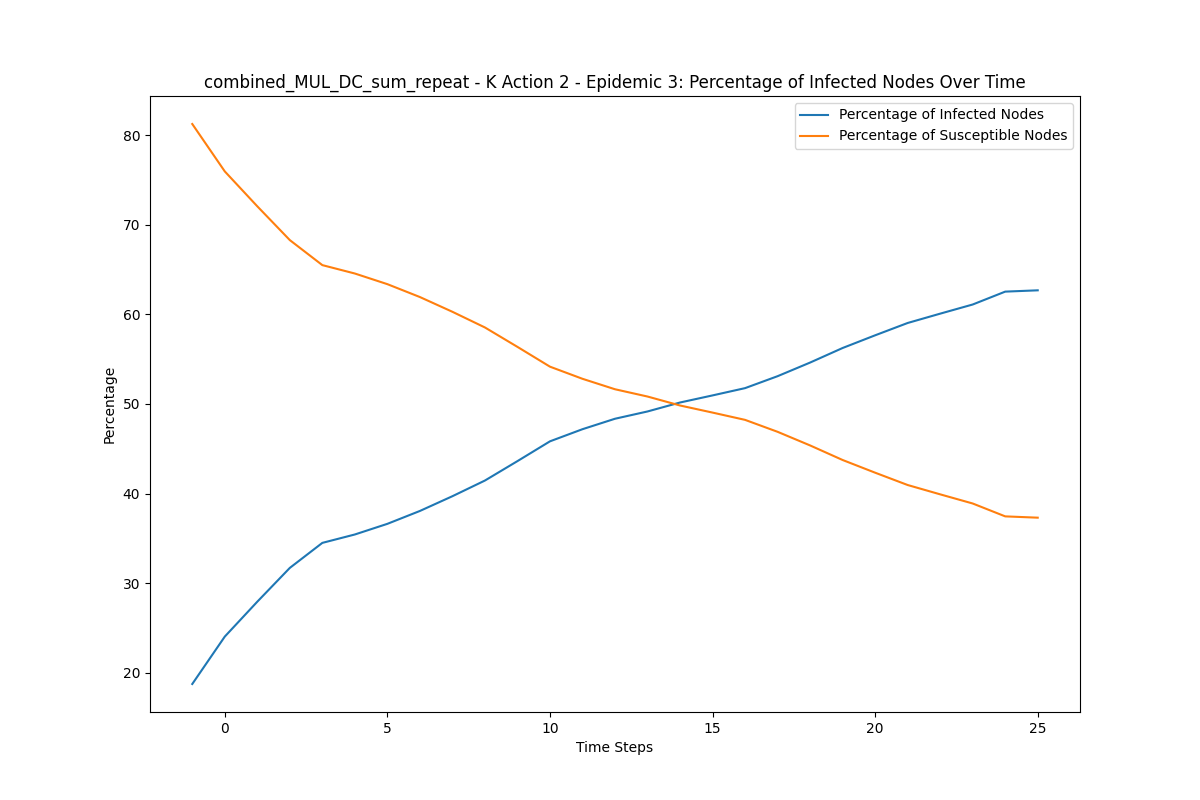 combined_MUL_DC_sum_repeat - K Action 2 - Epidemic 3: Percentage of Infected Nodes Over Time
Percentage of Infected Nodes
Percentage of Susceptible Nodes
80
70
60
50
40
30
20
Percentage
0 5 10 15 20 25
Time Steps